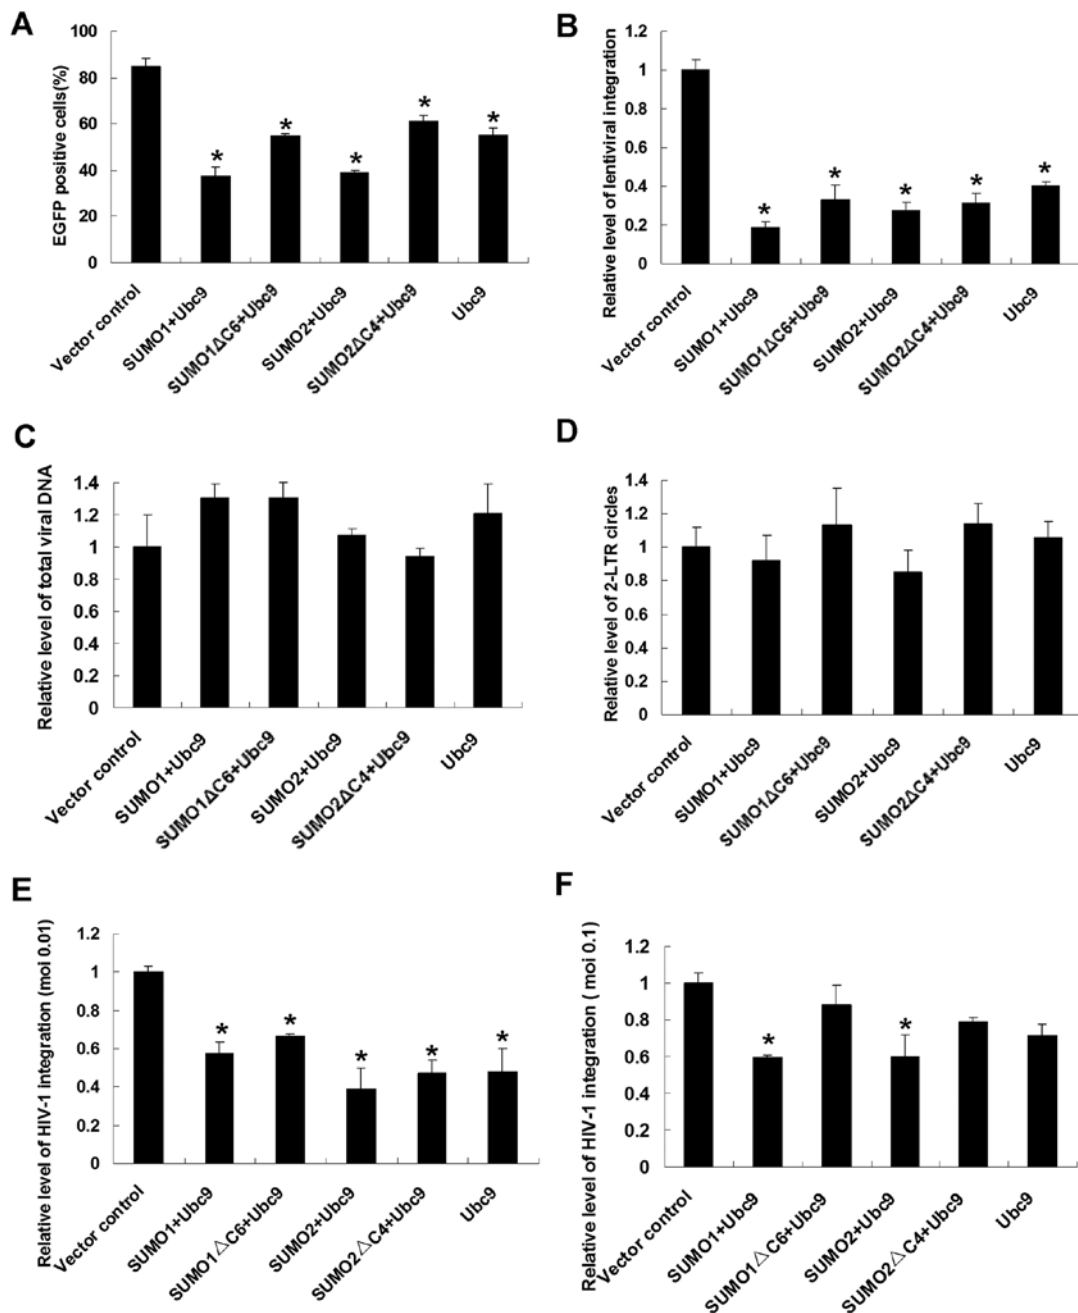 A
EGFP positive cells(%)
100
80
60
40
20
0
*
*
*
*
*
Vector control
SUMO1+Ubc9
SUMO1ΔC6+Ubc9
SUMO2+Ubc9
SUMO2ΔC4+Ubc9
Ubc9
B
Relative level of lentiviral integration
1.2
1
0.8
0.6
0.4
0.2
0
*
*
*
*
*
Vector control
SUMO1+Ubc9
SUMO1ΔC6+Ubc9
SUMO2+Ubc9
SUMO2ΔC4+Ubc9
Ubc9
C
Relative level of total viral DNA
1.4
1.2
1
0.8
0.6
0.4
0.2
0
Vector control
SUMO1+Ubc9
SUMO1ΔC6+Ubc9
SUMO2+Ubc9
SUMO2ΔC4+Ubc9
Ubc9
D
Relative level of 2-LTR circles
1.4
1.2
1
0.8
0.6
0.4
0.2
0
Vector control
SUMO1+Ubc9
SUMO1ΔC6+Ubc9
SUMO2+Ubc9
SUMO2ΔC4+Ubc9
Ubc9
E
Relative level of HIV-1 integration (moi 0.01)
1.2
1
0.8
0.6
0.4
0.2
0
*
*
*
*
*
Vector control
SUMO1+Ubc9
SUMO1△C6+Ubc9
SUMO2+Ubc9
SUMO2△C4+Ubc9
Ubc9
F
Relative level of HIV-1 integration ( moi 0.1)
1.2
1
0.8
0.6
0.4
0.2
0
*
*
Vector control
SUMO1+Ubc9
SUMO1△C6+Ubc9
SUMO2+Ubc9
SUMO2△C4+Ubc9
Ubc9